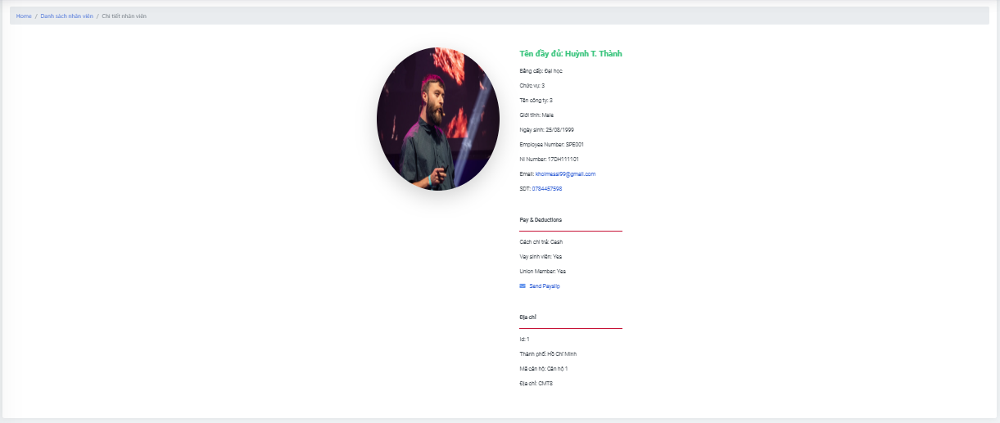 Home / Danh sách nhân viên / Chi tiết nhân viên
Tên đầy đủ: Huỳnh T. Thành
Bằng cấp: Đại học
Chức vụ: 3
Tên công ty: 3
Giới tính: Male
Ngày sinh: 25/08/1999
Employee Number: SPE001
NI Number: 17DH111101
Email: khoimessi99@gmail.com
SDT: 0784457598
Pay & Deductions
Cách chi trả: Cash
Vay sinh viên: Yes
Union Member: Yes
Send Payslip
Địa chỉ
Id: 1
Thành phố: Hồ Chí Minh
Mã căn hộ: Căn hộ 1
Địa chỉ: CMT8